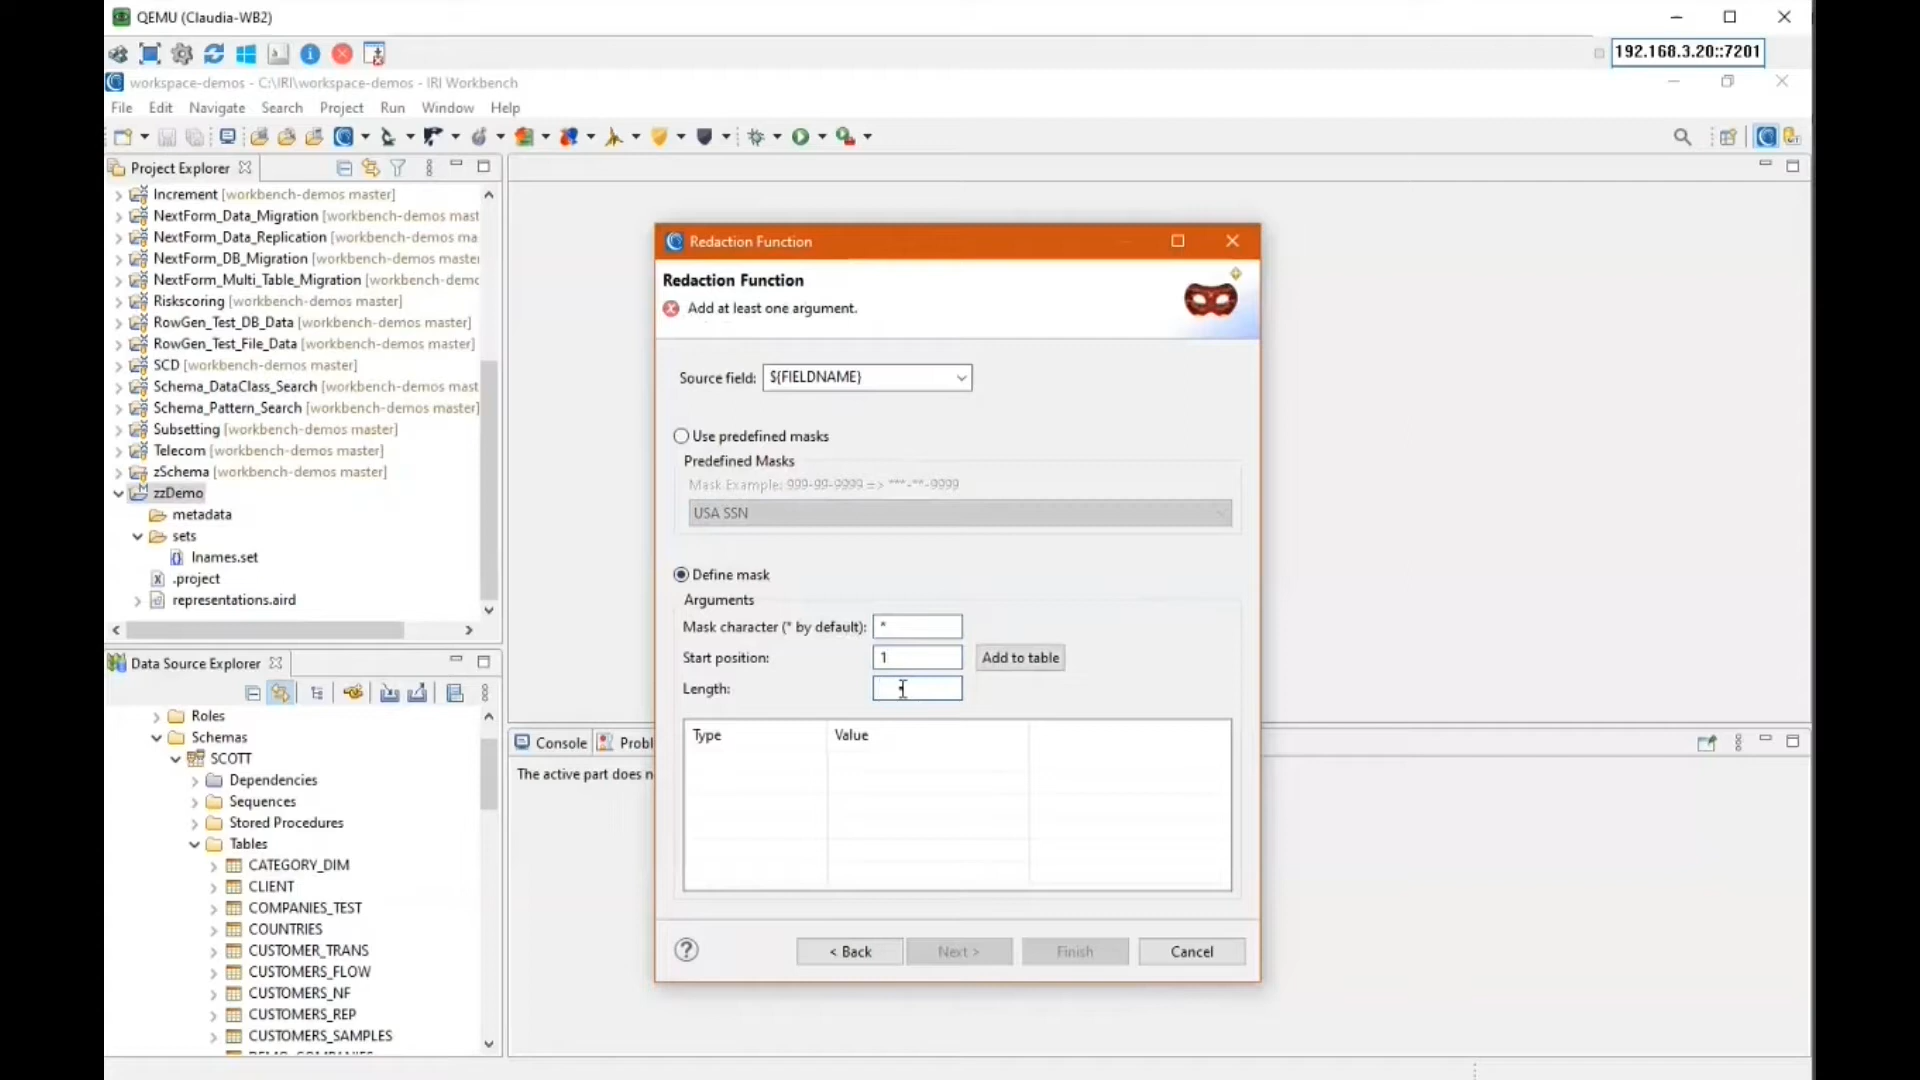 QEMU (Claudia-WB2)
192.168.3.20::7201
workspace-demos - C:\IRI\workspace-demos - IRI Workbench
File Edit Navigate Search Project Run Window Help
Project Explorer
Increment [workbench-demos master]
NextForm_Data_Migration [workbench-demos mast
NextForm_Data_Replication [workbench-demos ma
NextForm_DB_Migration [workbench-demos master
NextForm_Multi_Table_Migration [workbench-demo
Riskscoring [workbench-demos master]
RowGen_Test_DB_Data [workbench-demos master]
RowGen_Test_File_Data [workbench-demos master]
SCD [workbench-demos master]
Schema_DataClass_Search [workbench-demos mast
Schema_Pattern_Search [workbench-demos master]
Subsetting [workbench-demos master]
Telecom [workbench-demos master]
zSchema [workbench-demos master]
zzDemo
metadata
sets
lnames.set
.project
representations.aird
Data Source Explorer
Roles
Schemas
SCOTT
Dependencies
Sequences
Stored Procedures
Tables
CATEGORY_DIM
CLIENT
COMPANIES_TEST
COUNTRIES
CUSTOMER_TRANS
CUSTOMERS_FLOW
CUSTOMERS_NF
CUSTOMERS_REP
CUSTOMERS_SAMPLES
Redaction Function
Redaction Function
Add at least one argument.
Source field: ${FIELDNAME}
Use predefined masks
Predefined Masks
Mask Example: 999-99-9999 => ***-**-9999
USA SSN
Define mask
Arguments
Mask character (* by default): *
Start position: 1 Add to table
Length:
Type Value
< Back Next > Finish Cancel
Console Probl
The active part does n